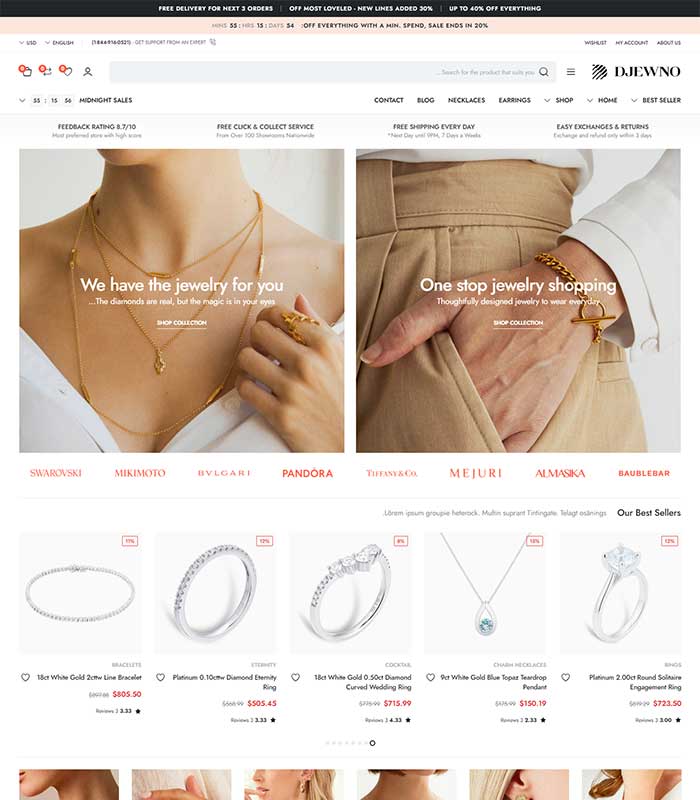 FREE DELIVERY FOR NEXT 3 ORDERS | OFF MOST LOVELED - NEW LINES ADDED 30% | UP TO 40% OFF EVERYTHING
MINS 55 : HRS 15 : DAYS 54 :OFF EVERYTHING WITH A MIN. SPEND, SALE ENDS IN 20%
USD ENGLISH (1-844-916-0521) - GET SUPPORT FROM AN EXPERT WISHLIST MY ACCOUNT ABOUT US
0 0 0 ...Search for the product that suits you DJEWNO
55 : 15 : 56 MIDNIGHT SALES CONTACT BLOG NECKLACES EARRINGS SHOP HOME BEST SELLER
FEEDBACK RATING 8.7/10 FREE CLICK & COLLECT SERVICE FREE SHIPPING EVERY DAY EASY EXCHANGES & RETURNS
Most preferred store with high score From Over 100 Showrooms Nationwide *Next Day until 9PM, 7 Days a Weeks Exchange and refund only within 3 days
We have the jewelry for you
...The diamonds are real, but the magic is in your eyes
SHOP COLLECTION
One stop jewelry shopping
Thoughtfully designed jewelry to wear everyday
SHOP COLLECTION
SWAROVSKI MIKIMOTO BVLGARI PANDÖRA TIFFANY & CO. MEJURI ALMASIKA BAUBLEBAR
.Lorem ipsum groupie heterock. Multin suprant Tintingate. Telagt osänings Our Best Sellers
11% 12% 8% 15% 12%
BRACELETS
18ct White Gold 2cttw Line Bracelet
$897.88 $805.50
Reviews 3 3.33
ETERNITY
Platinum 0.10cttw Diamond Eternity
Ring
$568.99 $505.45
Reviews 3 3.33
COCKTAIL
18ct White Gold 0.50ct Diamond
Curved Wedding Ring
$775.99 $715.99
Reviews 3 4.33
CHARM NECKLACES
9ct White Gold Blue Topaz Teardrop
Pendant
$175.99 $150.19
Reviews 3 2.33
RINGS
Platinum 2.00ct Round Solitaire
Engagement Ring
$819.29 $723.50
Reviews 3 3.00